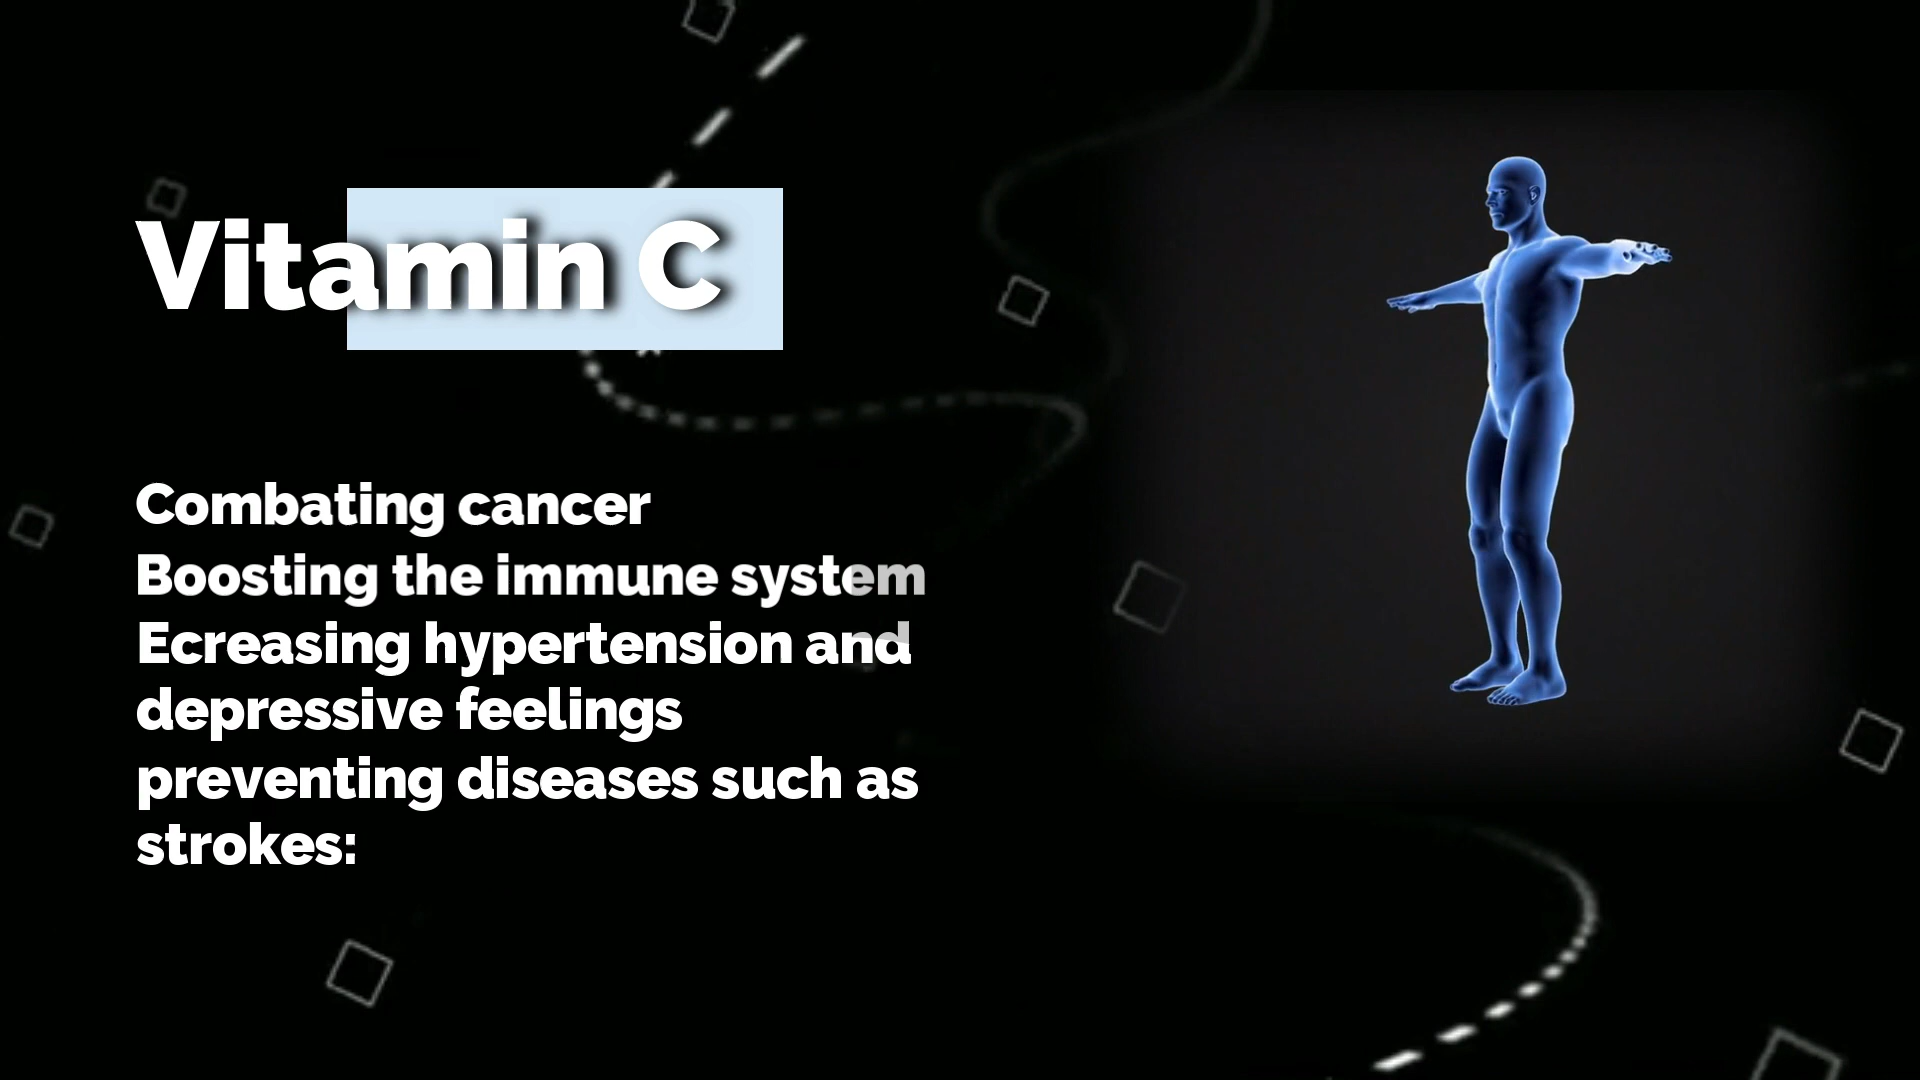 Vitamin C
Combating cancer
Boosting the immune system
Ecreasing hypertension and
depressive feelings
preventing diseases such as
strokes: